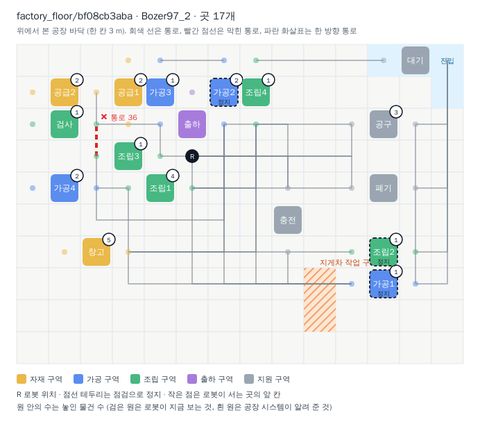 factory_floor/bf08cb3aba · Bozer97_2 · 곳 17개
위에서 본 공장 바닥 (한 칸 3 m). 회색 선은 통로, 빨간 점선은 막힌 통로, 파란 화살표는 한 방향 통로
대기
진입
2
2
1
2
1
공급2
공급1
가공3
가공2
정지
조립4
1
3
검사
× 통로 36
출하
공구
1
조립3
R
2
4
가공4
조립1
폐기
충전
5
1
창고
조립2
정지
지게차 작업 구
1
가공1
정지
자재 구역
가공 구역
조립 구역
출하 구역
지원 구역
R 로봇 위치 · 점선 테두리는 점검으로 정지 · 작은 점은 로봇이 서는 곳의 앞 칸
원 안의 수는 놓인 물건 수 (검은 원은 로봇이 지금 보는 것, 흰 원은 공장 시스템이 알려 준 것)